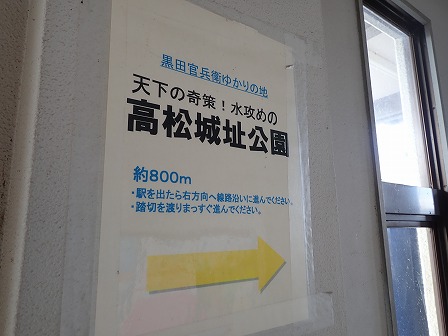 黒田官兵衛ゆかりの地
天下の奇策！水攻めの
高松城址公園
約800m
・駅を出たら右方向へ線路沿いに進んでください。
・踏切を渡りまっすぐ進んでください。